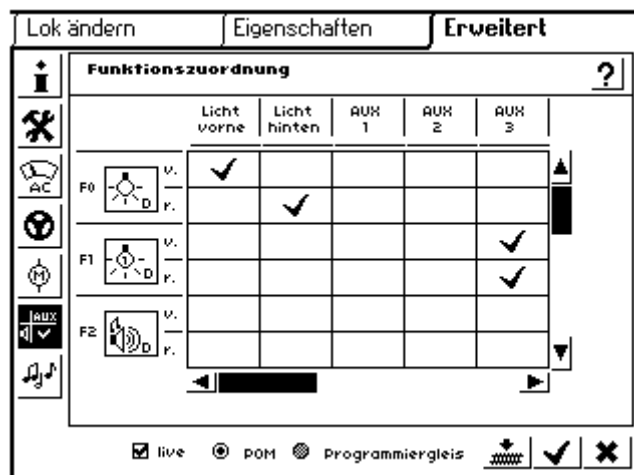 Lok ändern Eigenschaften Erweitert
Funktionszuordnung ?
Licht vorne Licht hinten AUX 1 AUX 2 AUX 3
F0 D v.
r.
F1 1 D v.
r.
F2 D v.
r.
AC
M
AUX
live POM Programmiergleis